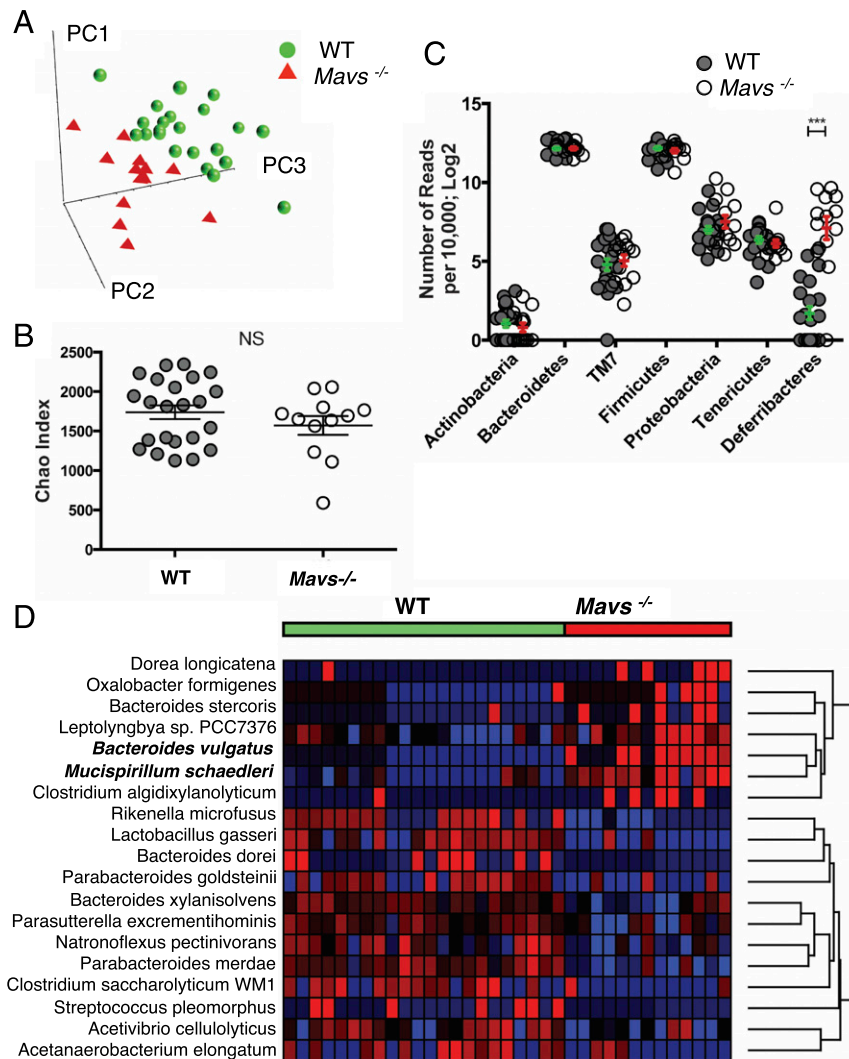 A
PC1
WT
Mavs -/-
PC3
PC2
B
NS
2500
2000
1500
1000
500
0
Chao Index
WT
Mavs-/-
C
WT
Mavs -/-
15
10
5
0
Number of Reads
per 10,000; Log2
***
Actinobacteria
Bacteroidetes
TM7
Firmicutes
Proteobacteria
Tenericutes
Deferribacteres
D
WT
Mavs -/-
Dorea longicatena
Oxalobacter formigenes
Bacteroides stercoris
Leptolyngbya sp. PCC7376
Bacteroides vulgatus
Mucispirillum schaedleri
Clostridium algidixylanolyticum
Rikenella microfusus
Lactobacillus gasseri
Bacteroides dorei
Parabacteroides goldsteinii
Bacteroides xylanisolvens
Parasutterella excrementihominis
Natronoflexus pectinivorans
Parabacteroides merdae
Clostridium saccharolyticum WM1
Streptococcus pleomorphus
Acetivibrio cellulolyticus
Acetanaerobacterium elongatum